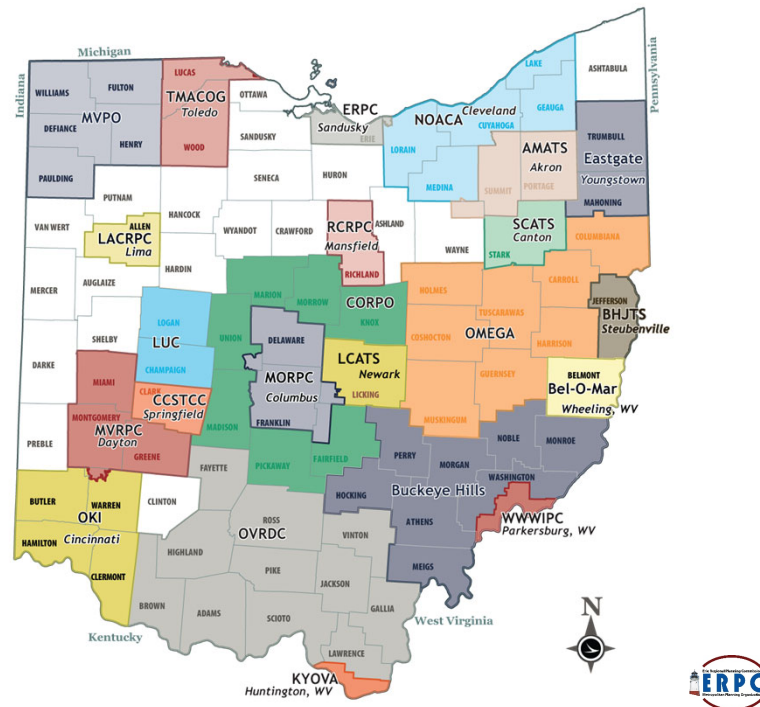 Michigan
Indiana
Pennsylvania
WILLIAMS
FULTON
LUCAS
TMACOG
Toledo
OTTAWA
LAKE
ASHTABULA
MVPO
ERPC
Sandusky
ERIE
NOACA
Cleveland
CUYAHOGA
GEAUGA
DEFIANCE
HENRY
WOOD
SANDUSKY
LORAIN
AMATS
Akron
TRUMBULL
Eastgate
Youngstown
PAULDING
SENECA
HURON
MEDINA
SUMMIT
PORTAGE
MAHONING
PUTNAM
HANCOCK
VAN WERT
ALLEN
LACRPC
Lima
WYANDOT
CRAWFORD
RCRPC
Mansfield
ASHLAND
WAYNE
SCATS
Canton
STARK
COLUMBIANA
HARDIN
RICHLAND
MERCER
AUGLAIZE
MARION
MORROW
CORPO
KNOX
HOLMES
CARROLL
LOGAN
LUC
UNION
DELAWARE
TUSCARAWAS
JEFFERSON
BHJTS
Steubenville
SHELBY
COSHOCTON
OMEGA
HARRISON
DARKE
CHAMPAIGN
MORPC
Columbus
LCATS
Newark
LICKING
GUERNSEY
BELMONT
Bel-O-Mar
Wheeling, WV
MIAMI
CLARK
CCSTCC
Springfield
FRANKLIN
MUSKINGUM
MONTGOMERY
MVRPC
Dayton
GREENE
MADISON
PREBLE
FAIRFIELD
PICKAWAY
PERRY
NOBLE
MONROE
MORGAN
FAYETTE
HOCKING
Buckeye Hills
WASHINGTON
BUTLER
WARREN
CLINTON
OKI
Cincinnati
HAMILTON
CLERMONT
ROSS
OVRDC
VINTON
ATHENS
WWWIPC
Parkersburg, WV
HIGHLAND
PIKE
JACKSON
MEIGS
BROWN
ADAMS
SCIOTO
GALLIA
West Virginia
Kentucky
LAWRENCE
KYOVA
Huntington, WV
N
ERPC